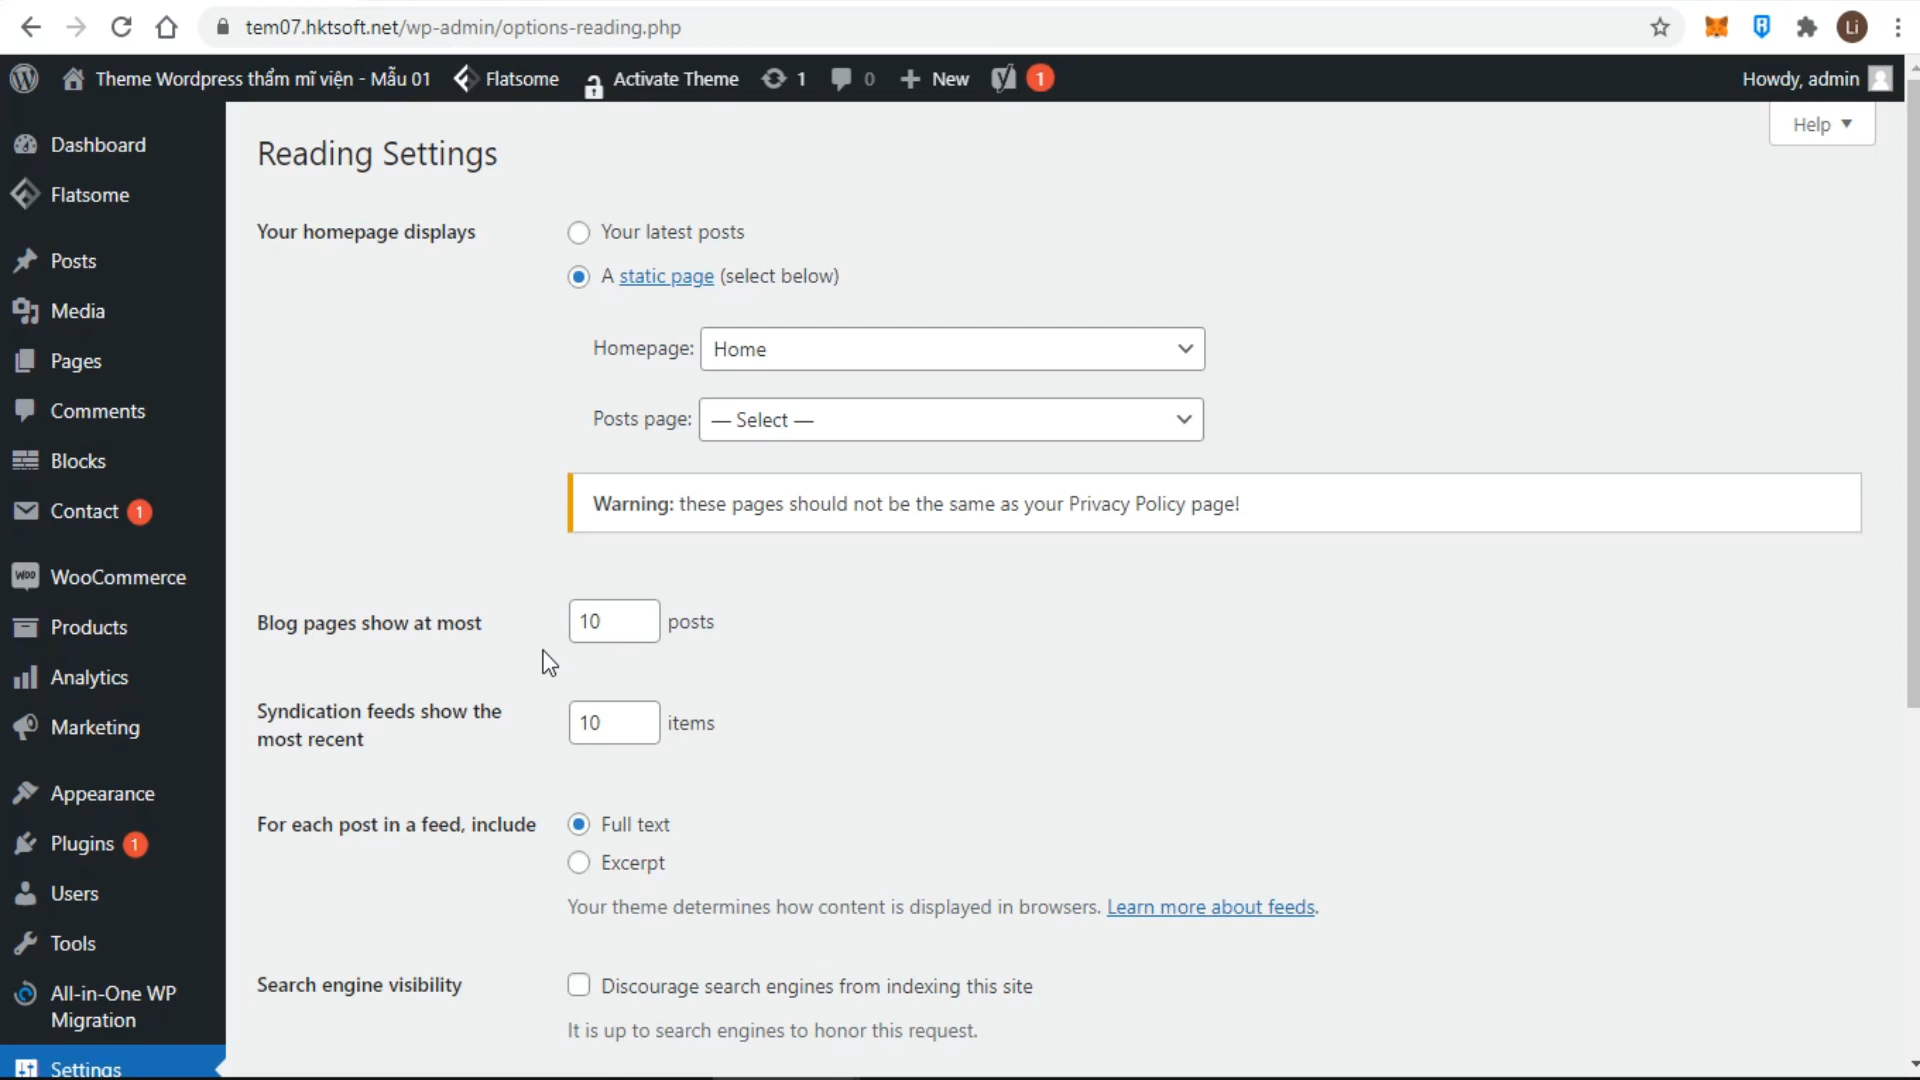 tem07.hktsoft.net/wp-admin/options-reading.php
Li
Theme Wordpress thẩm mĩ viện - Mẫu 01
Flatsome
Activate Theme
1
0
New
1
Howdy, admin
Help
Dashboard
Flatsome
Posts
Media
Pages
Comments
Blocks
Contact 1
WooCommerce
Products
Analytics
Marketing
Appearance
Plugins 1
Users
Tools
All-in-One WP
Migration
Settings
Reading Settings
Your homepage displays
Your latest posts
A static page (select below)
Homepage: Home
Posts page: — Select —
Warning: these pages should not be the same as your Privacy Policy page!
Blog pages show at most 10 posts
Syndication feeds show the
most recent
10 items
For each post in a feed, include
Full text
Excerpt
Your theme determines how content is displayed in browsers. Learn more about feeds.
Search engine visibility
Discourage search engines from indexing this site
It is up to search engines to honor this request.